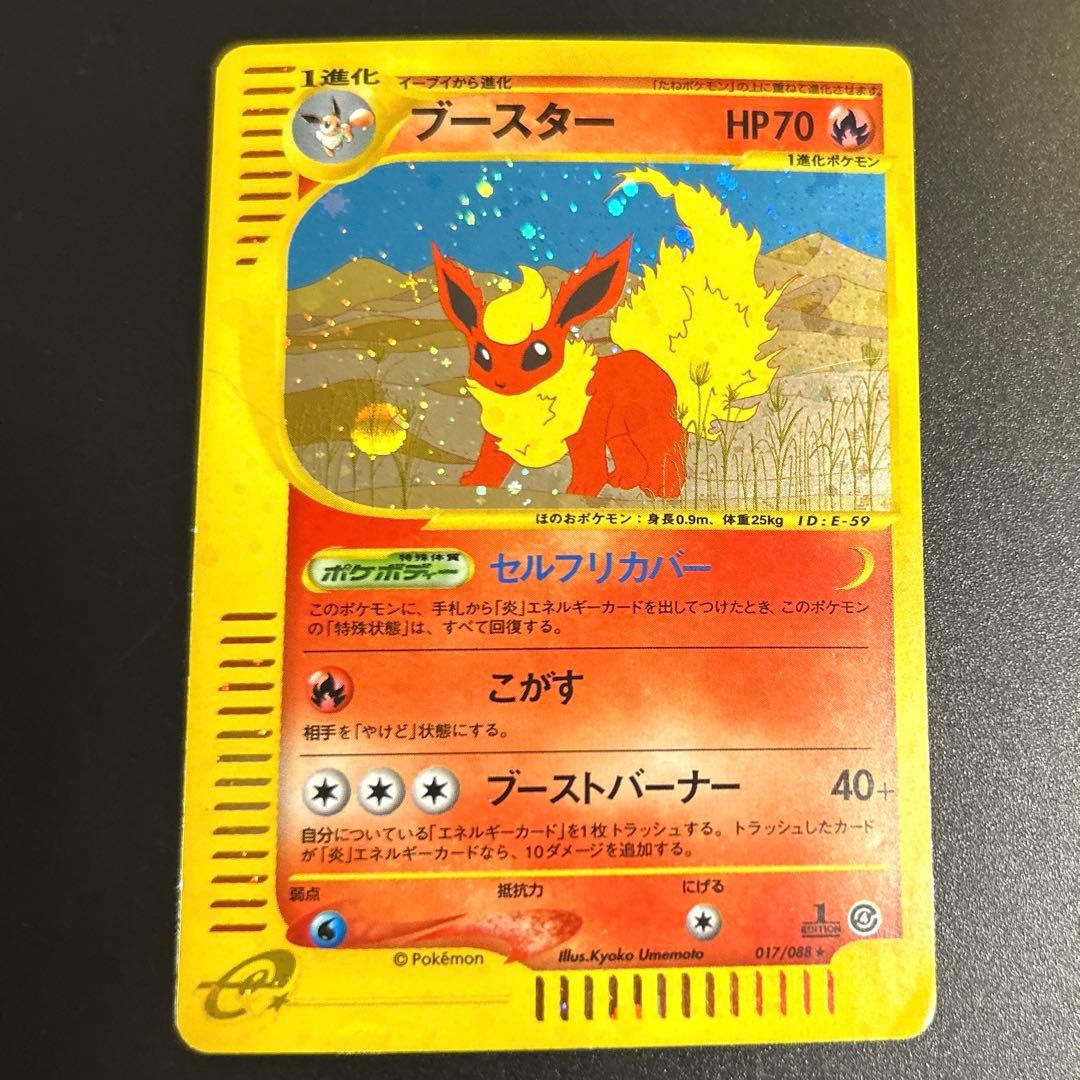 1進化
イーブイから進化
「たねポケモン」の上に重ねて進化させます。
ブースター
HP70
1進化ポケモン
ほのおポケモン：身長0.9m、体重25kg ID:E-59
特殊体質
ポケボディー
セルフリカバー
このポケモンに、手札から「炎」エネルギーカードを出してつけたとき、このポケモン
の「特殊状態」は、すべて回復する。
こがす
相手を「やけど」状態にする。
ブーストバーナー 40+
自分についている「エネルギーカード」を1枚トラッシュする。トラッシュしたカード
が「炎」エネルギーカードなら、10ダメージを追加する。
弱点 抵抗力 にげる
1
EDITION
© Pokémon
Illus.Kyoko Umemoto
017/088★
e